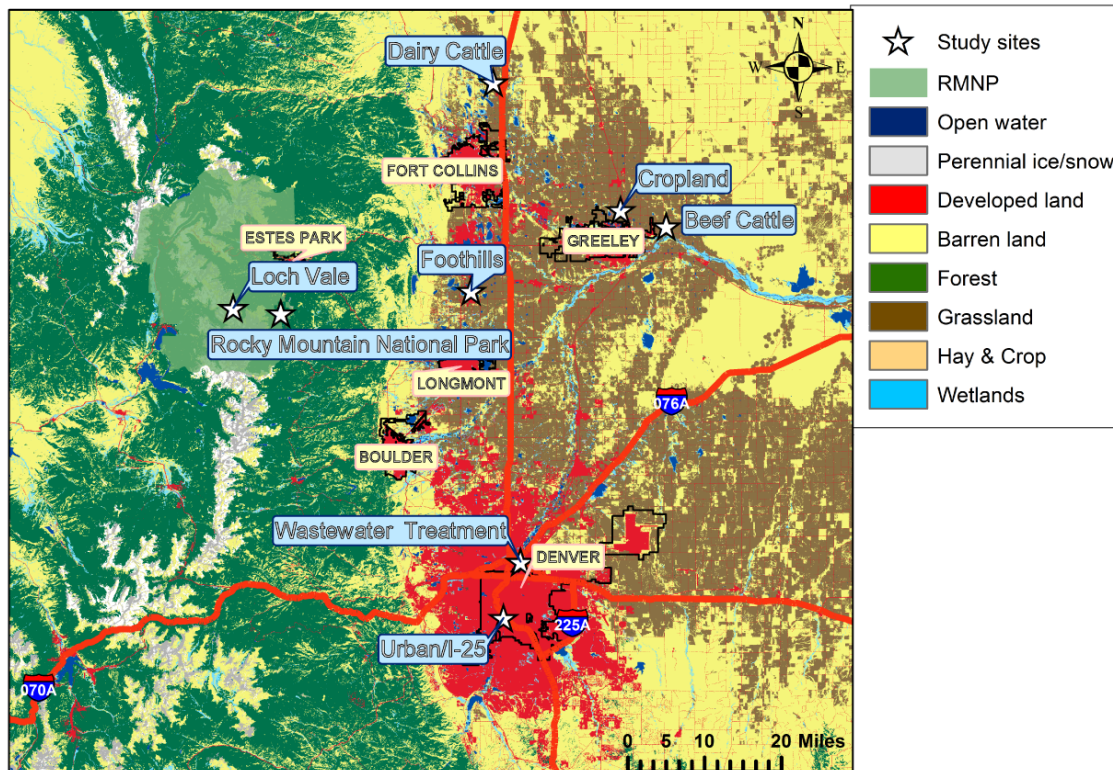 Dairy Cattle
FORT COLLINS
Cropland
Beef Cattle
GREELEY
ESTES PARK
Loch Vale
Foothills
Rocky Mountain National Park
LONGMONT
BOULDER
076A
Wastewater Treatment
DENVER
Urban/I-25
225A
070A
N
W E
S
0 5 10 20 Miles
Study sites
RMNP
Open water
Perennial ice/snow
Developed land
Barren land
Forest
Grassland
Hay & Crop
Wetlands